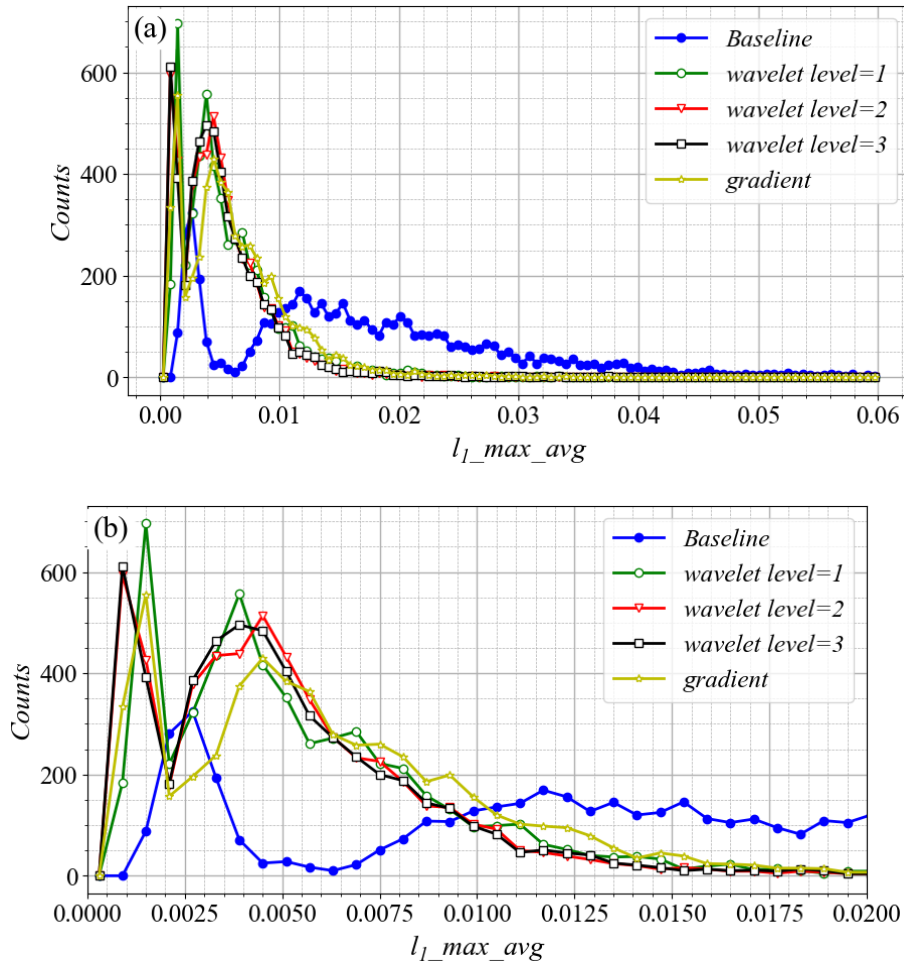 (a)
Baseline
wavelet level=1
wavelet level=2
wavelet level=3
gradient
Counts
600
400
200
0
0.00 0.01 0.02 0.03 0.04 0.05 0.06
l1_max_avg
(b)
Baseline
wavelet level=1
wavelet level=2
wavelet level=3
gradient
Counts
600
400
200
0
0.0000 0.0025 0.0050 0.0075 0.0100 0.0125 0.0150 0.0175 0.0200
l1_max_avg